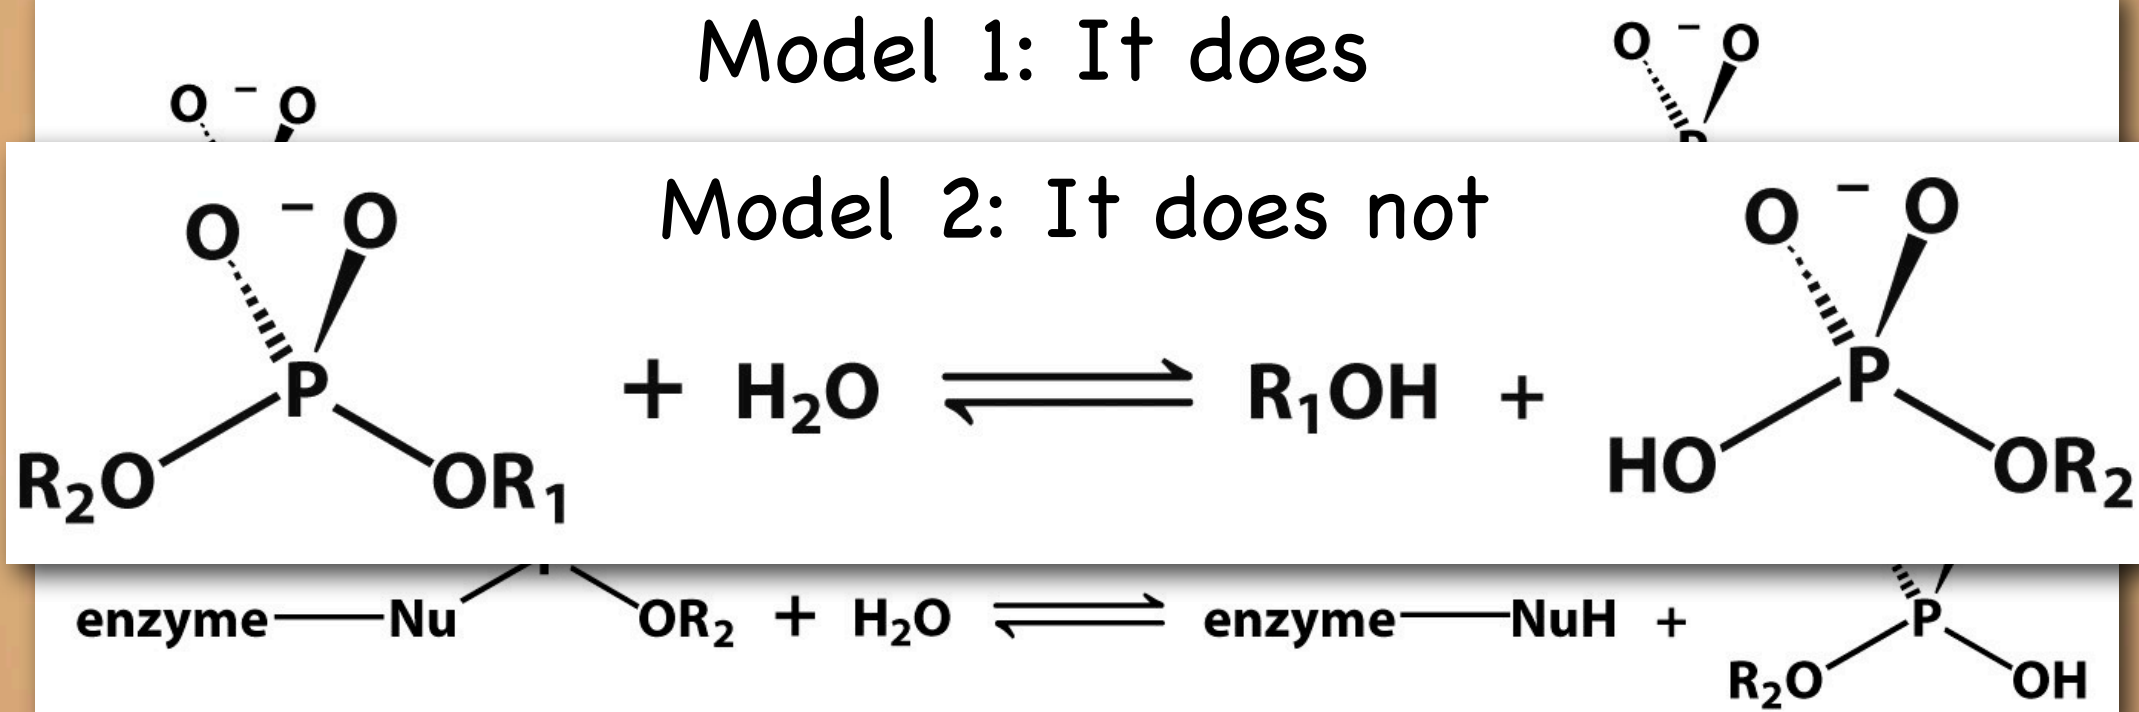 Model 1: It does
O - O
O - O
P
Model 2: It does not
O - O
O - O
P + H₂O ⇌ R₁OH + P
R₂O OR₁ HO OR₂
enzyme—Nu OR₂ + H₂O ⇌ enzyme—NuH + P
R₂O OH